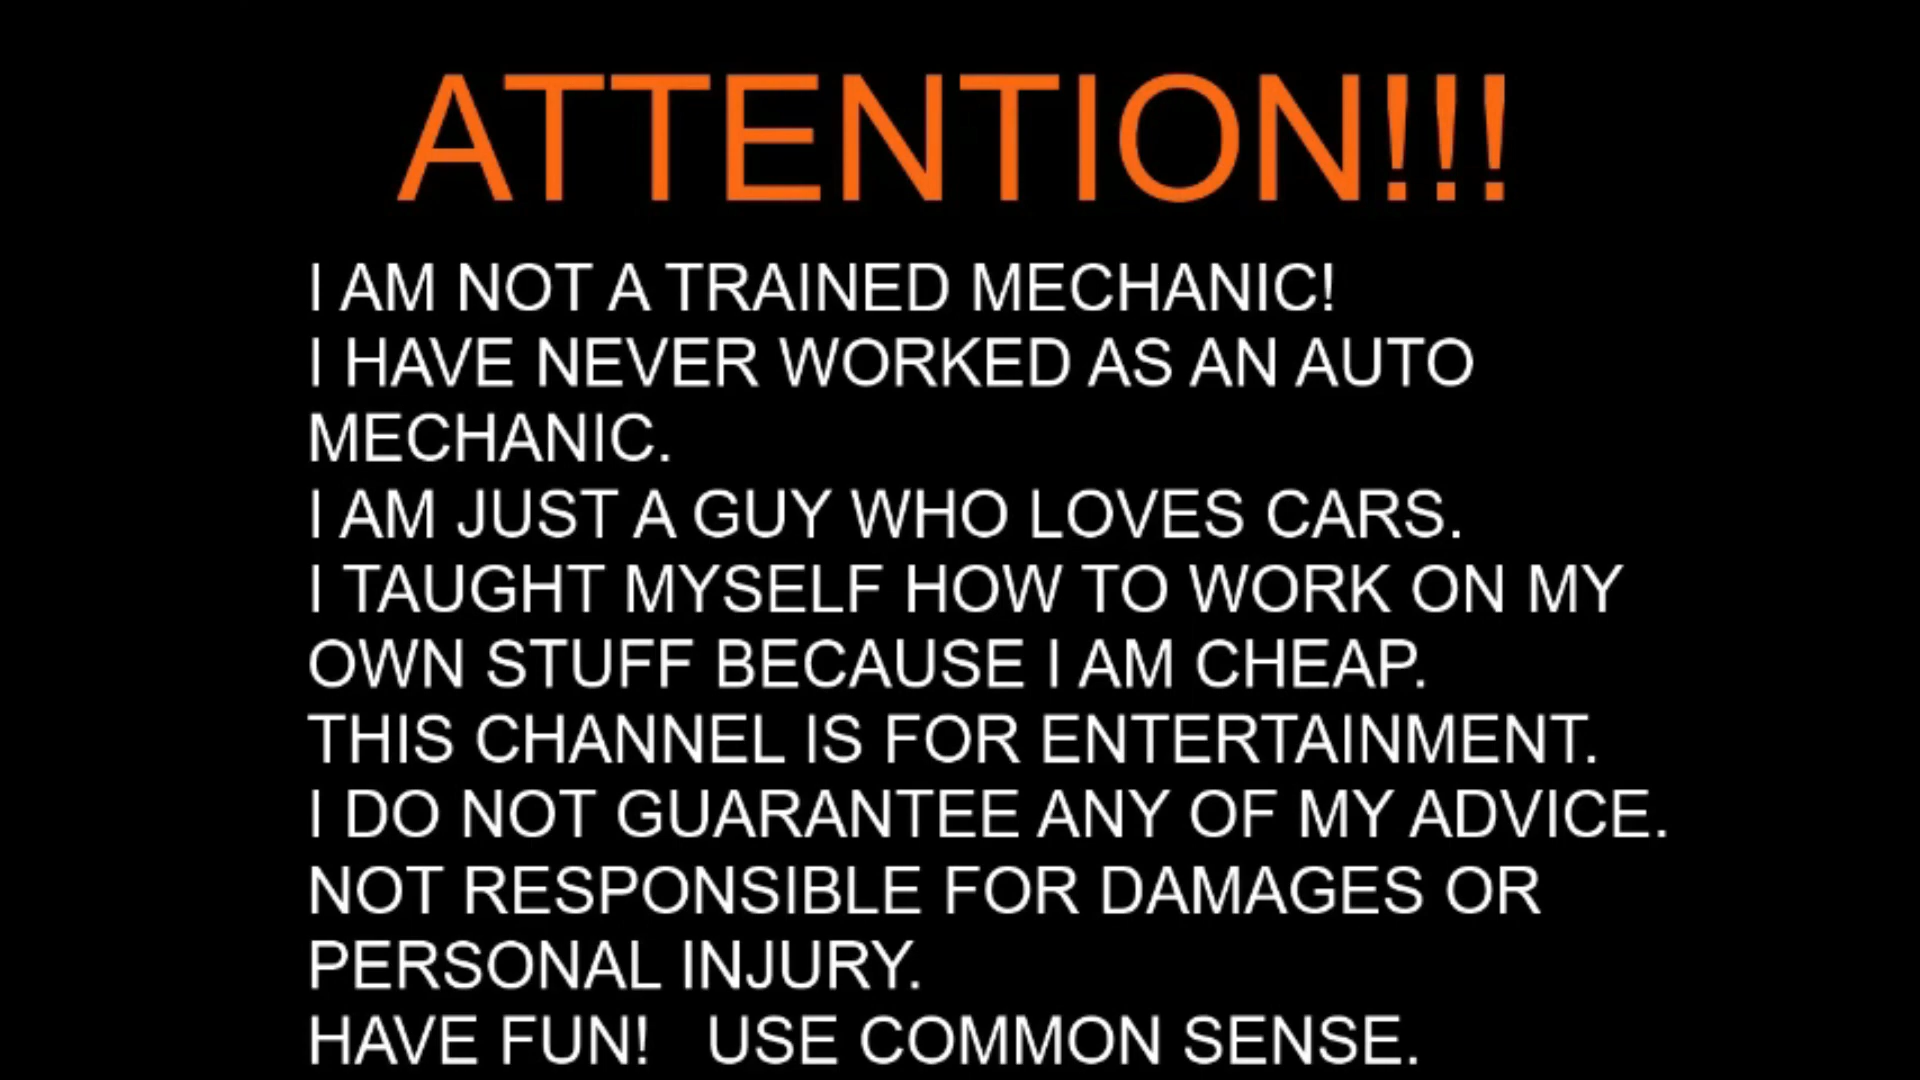 ATTENTION!!!
I AM NOT A TRAINED MECHANIC!
I HAVE NEVER WORKED AS AN AUTO
MECHANIC.
I AM JUST A GUY WHO LOVES CARS.
I TAUGHT MYSELF HOW TO WORK ON MY
OWN STUFF BECAUSE I AM CHEAP.
THIS CHANNEL IS FOR ENTERTAINMENT.
I DO NOT GUARANTEE ANY OF MY ADVICE.
NOT RESPONSIBLE FOR DAMAGES OR
PERSONAL INJURY.
HAVE FUN!   USE COMMON SENSE.